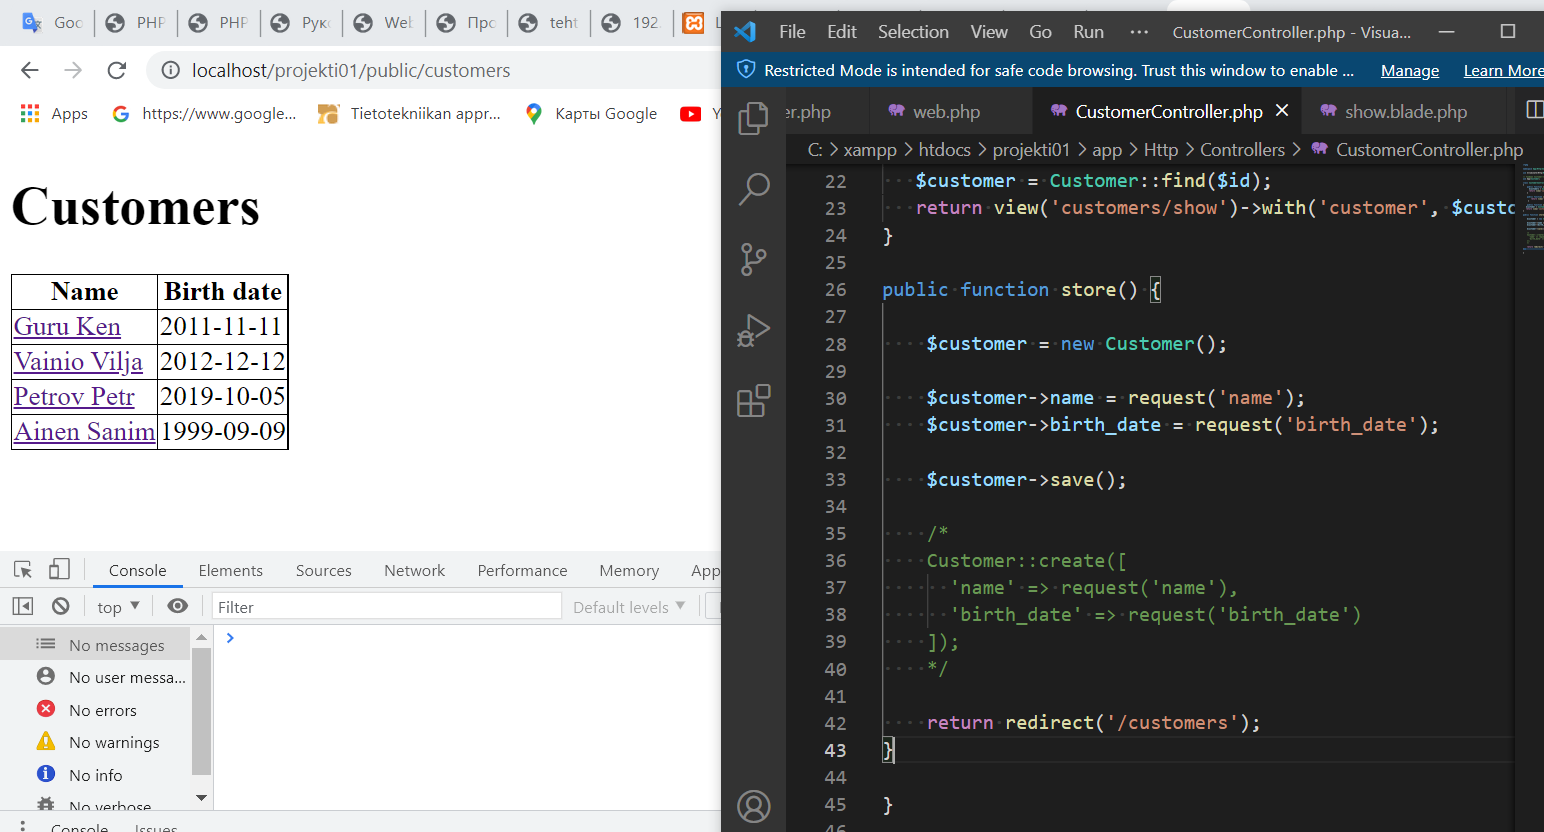 Goo
PHP
PHP
Рукс
Web
Про
teht
192.
L
localhost/projekti01/public/customers
Apps
https://www.google...
Tietotekniikan appr...
Карты Google
Y
Customers
Name Birth date
Guru Ken 2011-11-11
Vainio Vilja 2012-12-12
Petrov Petr 2019-10-05
Ainen Sanim 1999-09-09
Console Elements Sources Network Performance Memory App
top Filter Default levels
No messages
No user messa...
No errors
No warnings
No info
No verbose
Console Issues
File Edit Selection View Go Run ··· CustomerController.php - Visua...
Restricted Mode is intended for safe code browsing. Trust this window to enable ... Manage Learn More
er.php web.php CustomerController.php show.blade.php
C: > xampp > htdocs > projekti01 > app > Http > Controllers > CustomerController.php
22 $customer = Customer::find($id);
23 return view('customers/show')->with('customer', $custo
24 }
25
26 public function store() {
27
28 $customer = new Customer();
29
30 $customer->name = request('name');
31 $customer->birth_date = request('birth_date');
32
33 $customer->save();
34
35 /*
36 Customer::create([
37 'name' => request('name'),
38 'birth_date' => request('birth_date')
39 ]);
40 */
41
42 return redirect('/customers');
43 }
44
45 }
46